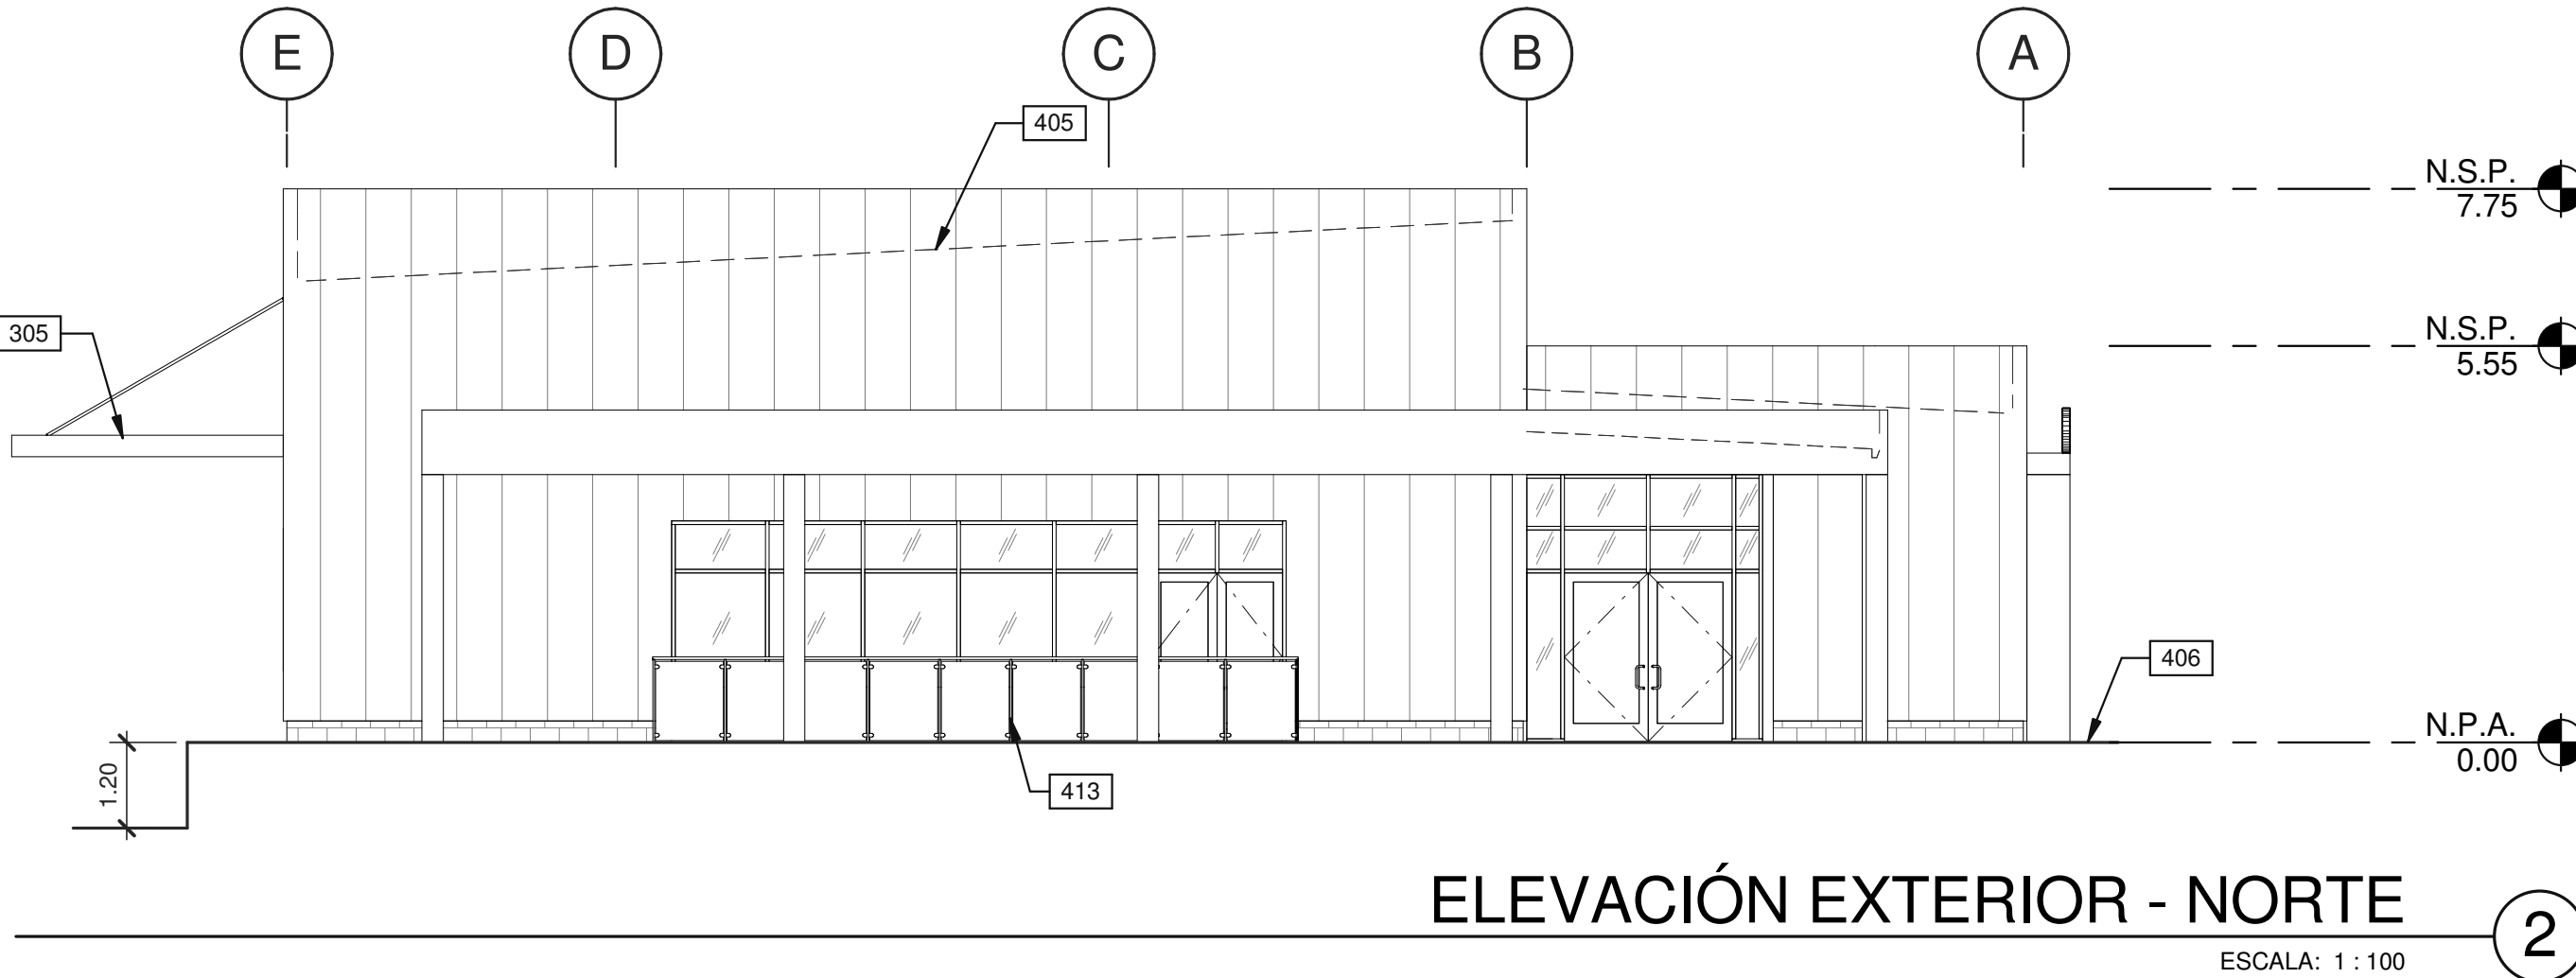 E
D
C
B
A
405
N.S.P.
7.75
305
N.S.P.
5.55
406
N.P.A.
0.00
1.20
413
ELEVACIÓN EXTERIOR - NORTE
2
ESCALA: 1 : 100